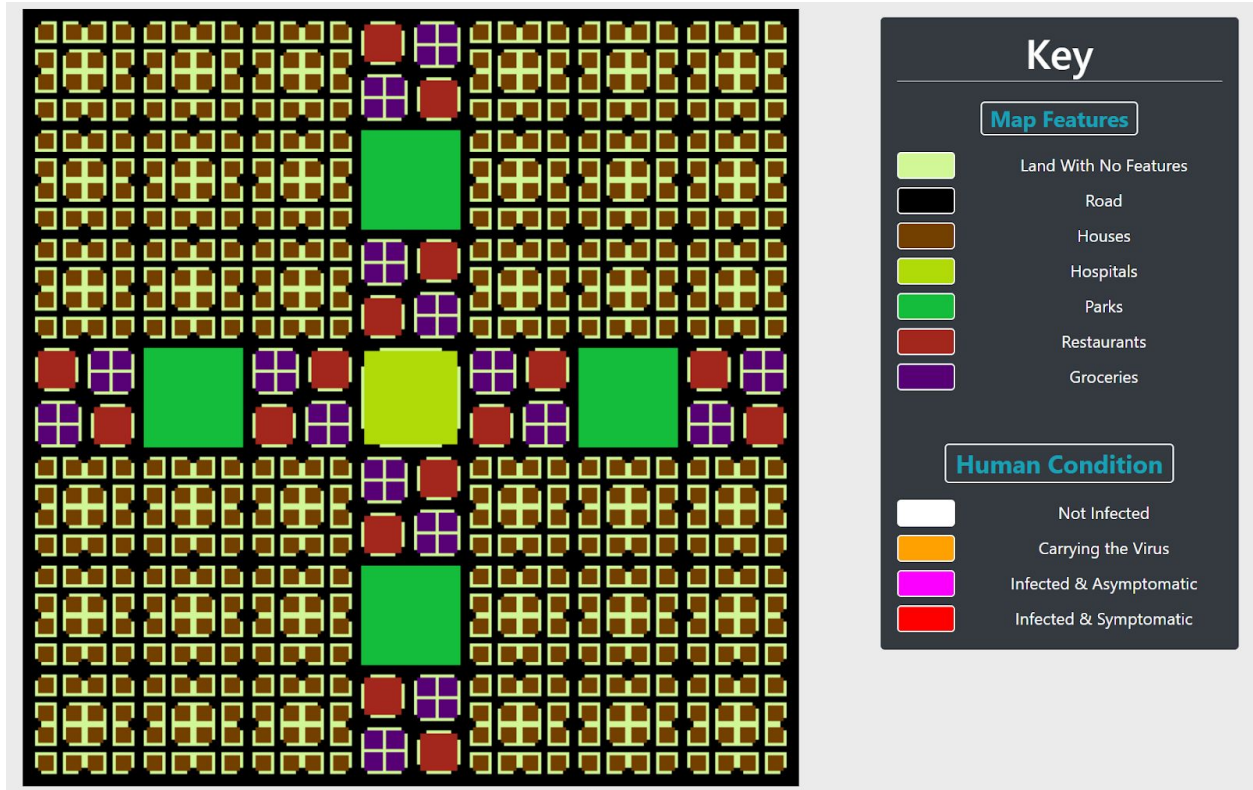 Key
Map Features
Land With No Features
Road
Houses
Hospitals
Parks
Restaurants
Groceries
Human Condition
Not Infected
Carrying the Virus
Infected & Asymptomatic
Infected & Symptomatic